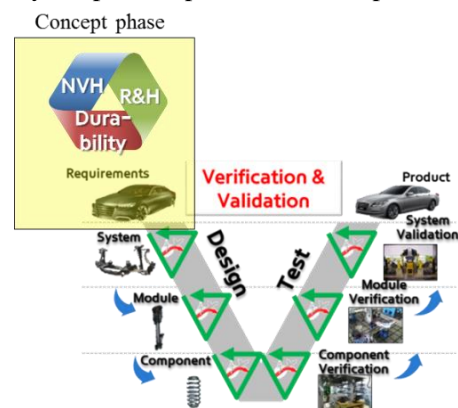 Concept phase
NVH
R&H
Dura-
bility
Requirements
Verification &
Validation
Product
System
Validation
System
Design
Test
Module
Module
Verification
Component
Component
Verification